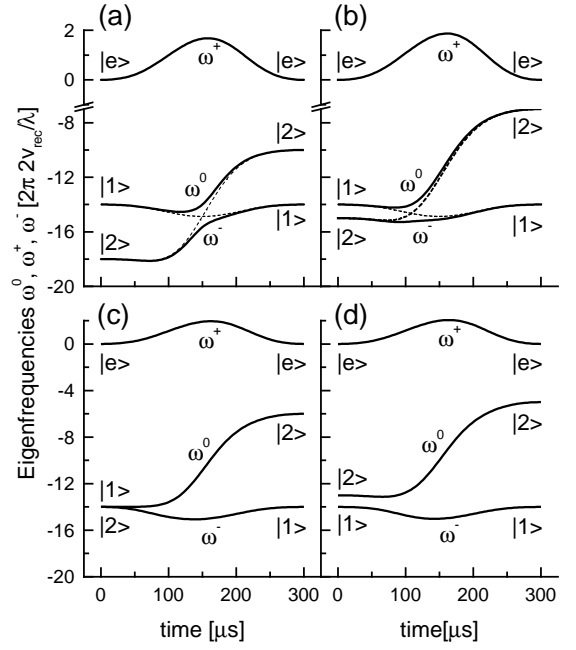 Eigenfrequencies ω⁰, ω⁺, ω⁻ [2π 2v_rec/λ]
(a) (b)
2
|e> ω⁺ |e> |e> ω⁺ |e>
0
-8
|2> |2>
ω⁰ ω⁰
|1> |1>
-12
-16
ω⁻ |1> |2> ω⁻ |1>
|2>
-20
(c) (d)
0
ω⁺ ω⁺
|e> |e> |e> |e>
-4
|2> |2>
-8
ω⁰ ω⁰
-12
|1> |2>
-16
|2> ω⁻ |1> |1> ω⁻ |1>
-20
0 100 200 300 0 100 200 300
time [μs] time[μs]